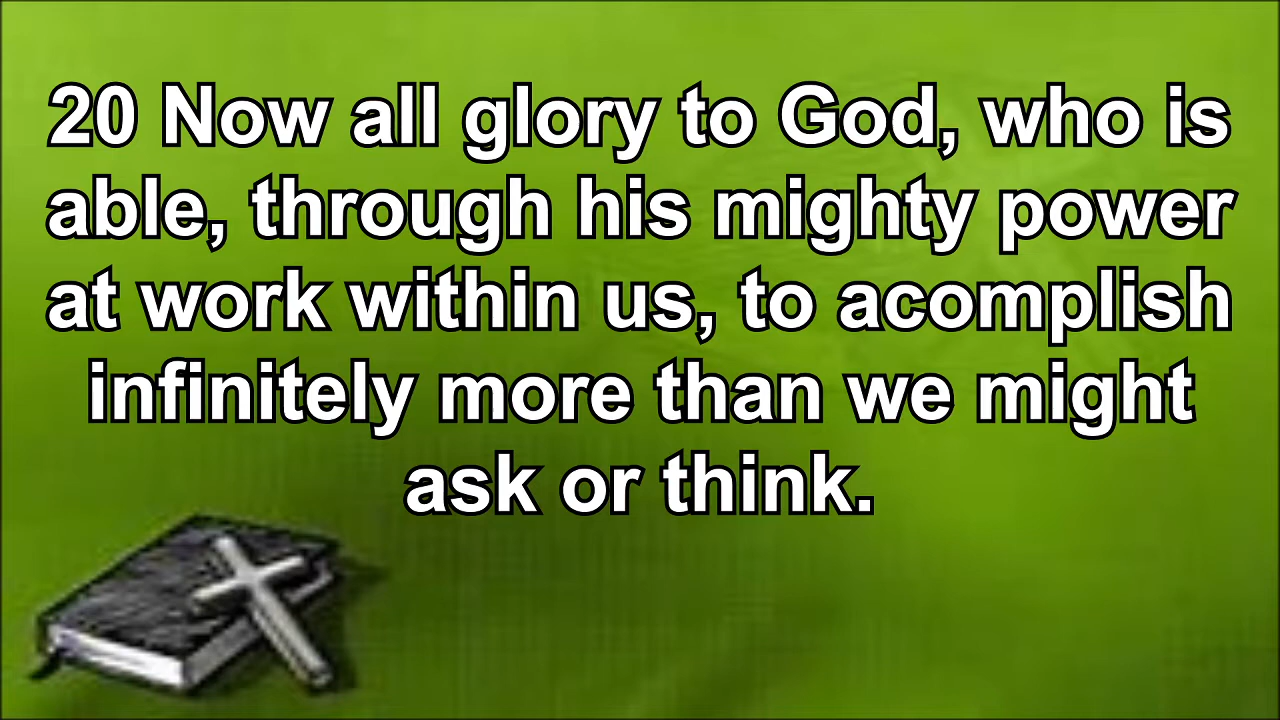 20 Now all glory to God, who is
able, through his mighty power
at work within us, to acomplish
infinitely more than we might
ask or think.